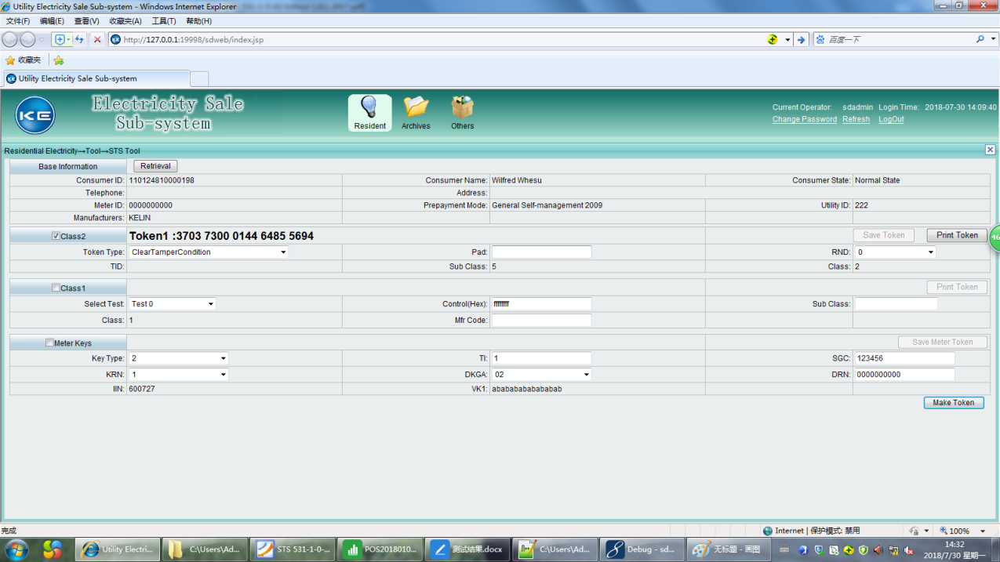 Utility Electricity Sale Sub-system - Windows Internet Explorer
文件(F) 编辑(E) 查看(V) 收藏夹(A) 工具(T) 帮助(H)
http://127.0.0.1:19998/sdweb/index.jsp 百度一下
收藏夹
Utility Electricity Sale Sub-system
KE Electricity Sale Sub-system
Resident Archives Others
Current Operator: sdadmin Login Time: 2018-07-30 14:09:40
Change Password Refresh LogOut
Residential Electricity→Tool→STS Tool
Base Information Retrieval
Consumer ID: 110124810000198 Consumer Name: Wilfred Whesu Consumer State: Normal State
Telephone: Address:
Meter ID: 0000000000 Prepayment Mode: General Self-management 2009 Utility ID: 222
Manufacturers: KELIN
Class2 Token1 :3703 7300 0144 6485 5694 Save Token Print Token
46
Token Type: ClearTamperCondition Pad: RND: 0
TID: Sub Class: 5 Class: 2
Class1 Print Token
Select Test: Test 0 Control(Hex): ffffffff Sub Class:
Class: 1 Mfr Code:
Meter Keys Save Meter Token
Key Type: 2 TI: 1 SGC: 123456
KRN: 1 DKGA: 02 DRN: 0000000000
IIN: 600727 VK1: abababababababab
Make Token
完成 Internet | 保护模式: 禁用 100%
Utility Electri... C:\Users\Ad... STS 531-1-0-... POS2018010... 测试结果.docx C:\Users\Ad... Debug - sd... 无标题 - 画图 14:32
2018/7/30 星期一